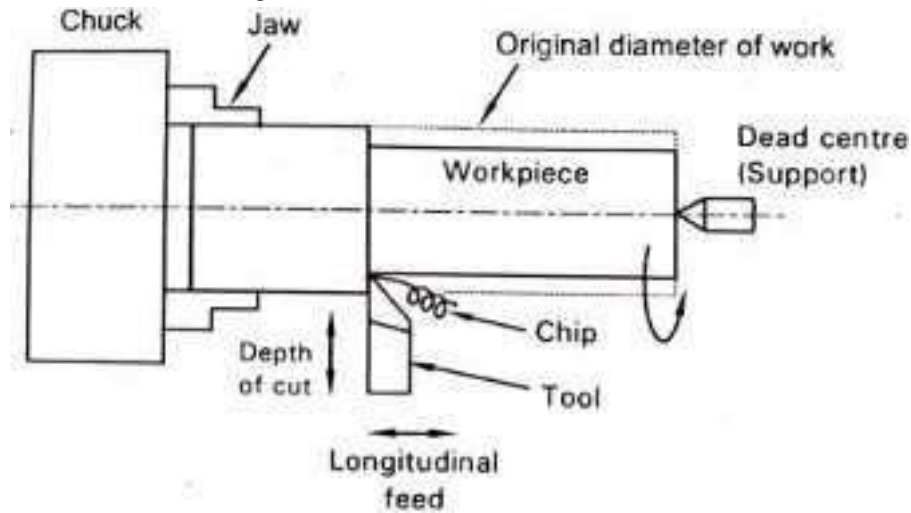 Chuck
Jaw
Original diameter of work
Dead centre
(Support)
Workpiece
Chip
Depth
of cut
Tool
Longitudinal
feed